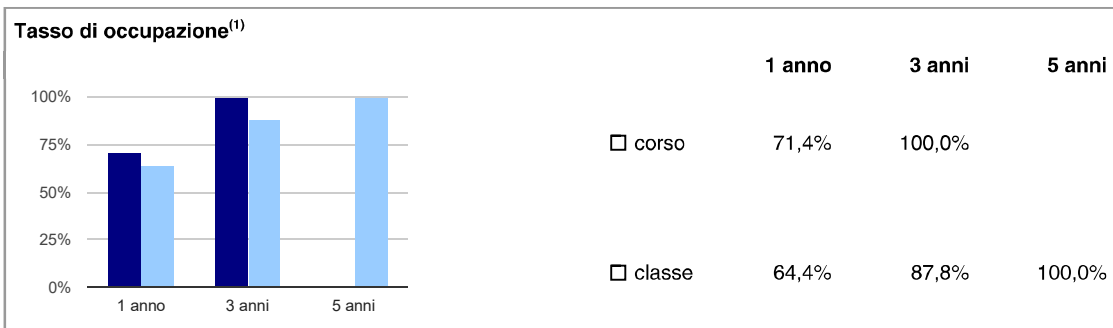 Tasso di occupazione(1)
1 anno 3 anni 5 anni
100%
75%
50%
25%
0%
1 anno 3 anni 5 anni
corso 71,4% 100,0%
classe 64,4% 87,8% 100,0%